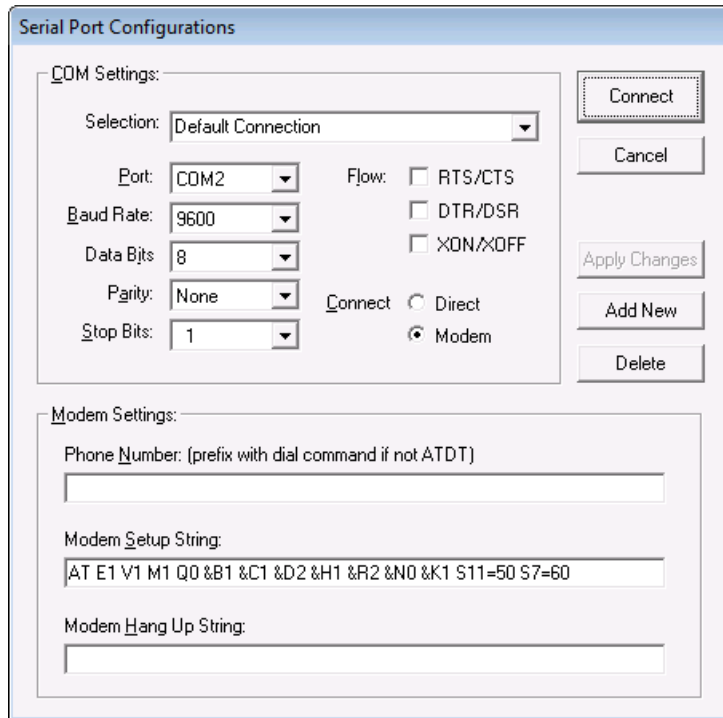 Serial Port Configurations
COM Settings:
Connect
Selection: Default Connection
Cancel
Port: COM2 Flow: RTS/CTS
Baud Rate: 9600 DTR/DSR
Data Bits 8 XON/XOFF
Apply Changes
Parity: None Connect Direct
Add New
Stop Bits: 1 Modem
Delete
Modem Settings:
Phone Number: (prefix with dial command if not ATDT)
Modem Setup String:
AT E1 V1 M1 Q0 &B1 &C1 &D2 &H1 &R2 &N0 &K1 S11=50 S7=60
Modem Hang Up String: